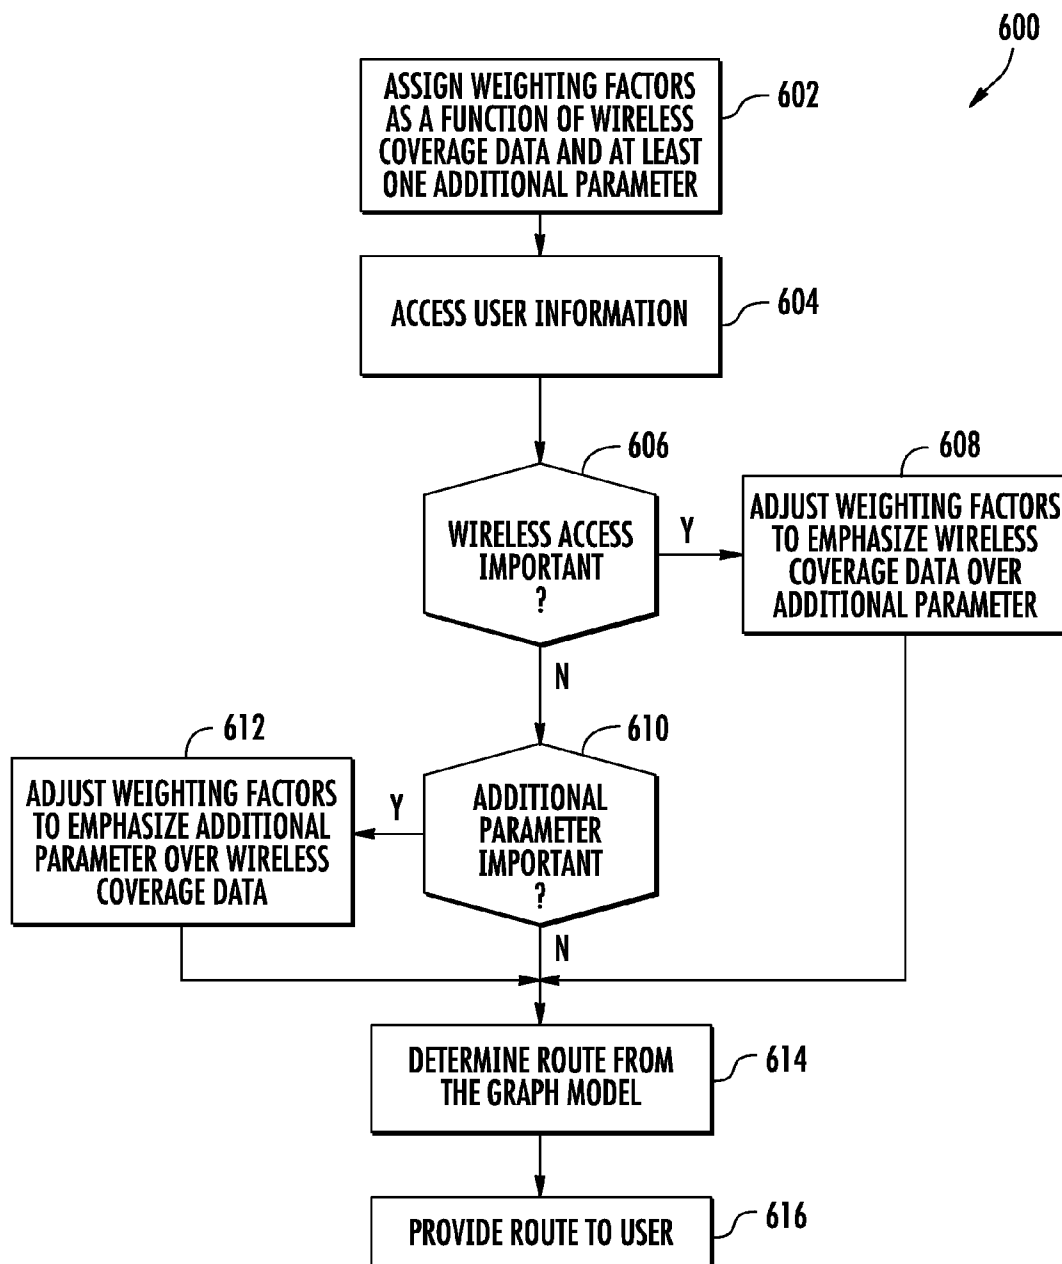 600
ASSIGN WEIGHTING FACTORS
AS A FUNCTION OF WIRELESS
COVERAGE DATA AND AT LEAST
ONE ADDITIONAL PARAMETER
602
ACCESS USER INFORMATION
604
606
WIRELESS ACCESS
IMPORTANT
?
Y
608
ADJUST WEIGHTING FACTORS
TO EMPHASIZE WIRELESS
COVERAGE DATA OVER
ADDITIONAL PARAMETER
N
610
ADDITIONAL
PARAMETER
IMPORTANT
?
Y
612
ADJUST WEIGHTING FACTORS
TO EMPHASIZE ADDITIONAL
PARAMETER OVER WIRELESS
COVERAGE DATA
N
DETERMINE ROUTE FROM
THE GRAPH MODEL
614
PROVIDE ROUTE TO USER
616